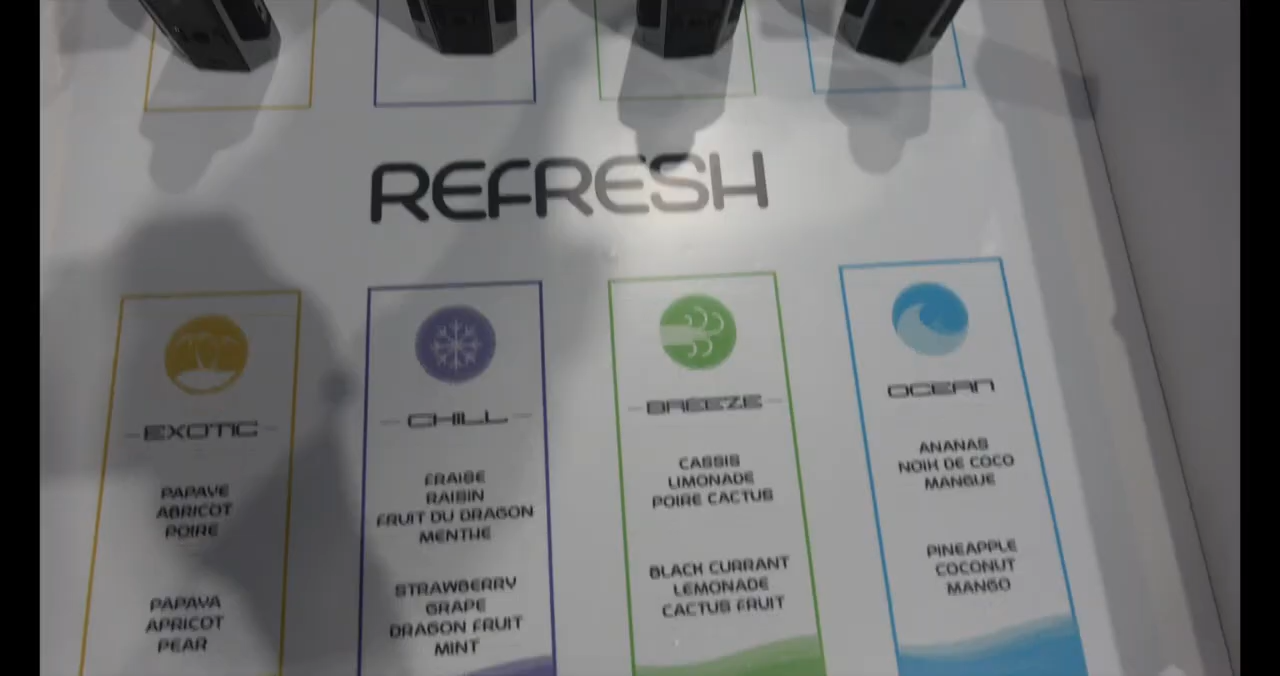 REFRESH
EXOTIC
PAPAYE
ABRICOT
POIRE
PAPAYA
APRICOT
PEAR
CHILL
FRAISE
RAISIN
FRUIT DU DRAGON
MENTHE
STRAWBERRY
GRAPE
DRAGON FRUIT
MINT
BREEZE
CASSIS
LIMONADE
POIRE CACTUS
BLACK CURRANT
LEMONADE
CACTUS FRUIT
OCEAN
ANANAS
NOIX DE COCO
MANGUE
PINEAPPLE
COCONUT
MANGO